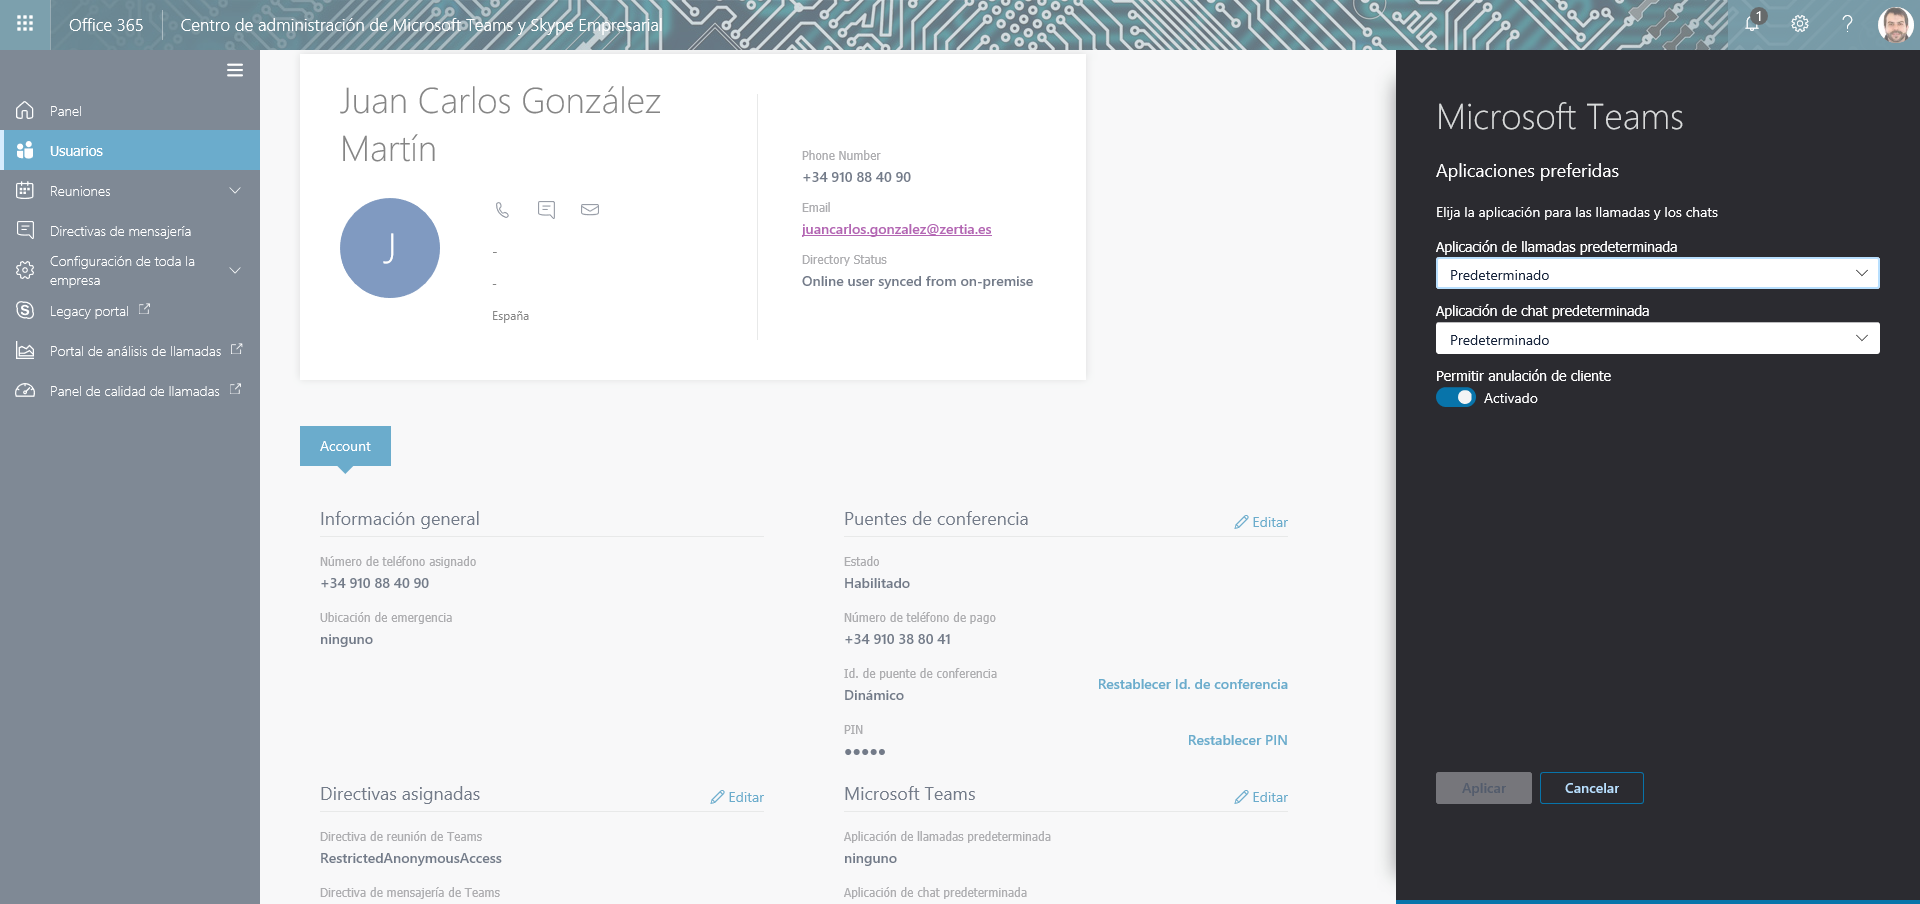 Office 365
Centro de administración de Microsoft Teams y Skype Empresarial
1
?
Panel
Usuarios
Reuniones
Directivas de mensajería
Configuración de toda la
empresa
Legacy portal
Portal de análisis de llamadas
Panel de calidad de llamadas
Juan Carlos González
Martín
J
-
-
España
Phone Number
+34 910 88 40 90
Email
juancarlos.gonzalez@zertia.es
Directory Status
Online user synced from on-premise
Account
Información general
Número de teléfono asignado
+34 910 88 40 90
Ubicación de emergencia
ninguno
Puentes de conferencia
Editar
Estado
Habilitado
Número de teléfono de pago
+34 910 38 80 41
Id. de puente de conferencia
Dinámico
Restablecer Id. de conferencia
PIN
●●●●●
Restablecer PIN
Directivas asignadas
Editar
Directiva de reunión de Teams
RestrictedAnonymousAccess
Directiva de mensajería de Teams
Microsoft Teams
Editar
Aplicación de llamadas predeterminada
ninguno
Aplicación de chat predeterminada
Microsoft Teams
Aplicaciones preferidas
Elija la aplicación para las llamadas y los chats
Aplicación de llamadas predeterminada
Predeterminado
Aplicación de chat predeterminada
Predeterminado
Permitir anulación de cliente
Activado
Aplicar
Cancelar